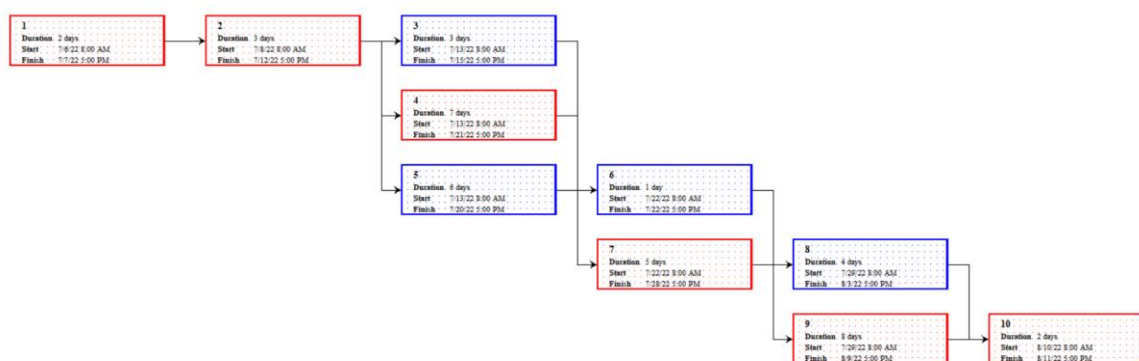 1
Duration 2 days
Start 7/6/22 8:00 AM
Finish 7/7/22 5:00 PM
2
Duration 3 days
Start 7/8/22 8:00 AM
Finish 7/12/22 5:00 PM
3
Duration 3 days
Start 7/13/22 8:00 AM
Finish 7/15/22 5:00 PM
4
Duration 7 days
Start 7/13/22 8:00 AM
Finish 7/21/22 5:00 PM
5
Duration 6 days
Start 7/13/22 8:00 AM
Finish 7/20/22 5:00 PM
6
Duration 1 day
Start 7/22/22 8:00 AM
Finish 7/22/22 5:00 PM
7
Duration 5 days
Start 7/22/22 8:00 AM
Finish 7/28/22 5:00 PM
8
Duration 4 days
Start 7/29/22 8:00 AM
Finish 8/3/22 5:00 PM
9
Duration 8 days
Start 7/29/22 8:00 AM
Finish 8/9/22 5:00 PM
10
Duration 2 days
Start 8/10/22 8:00 AM
Finish 8/11/22 5:00 PM